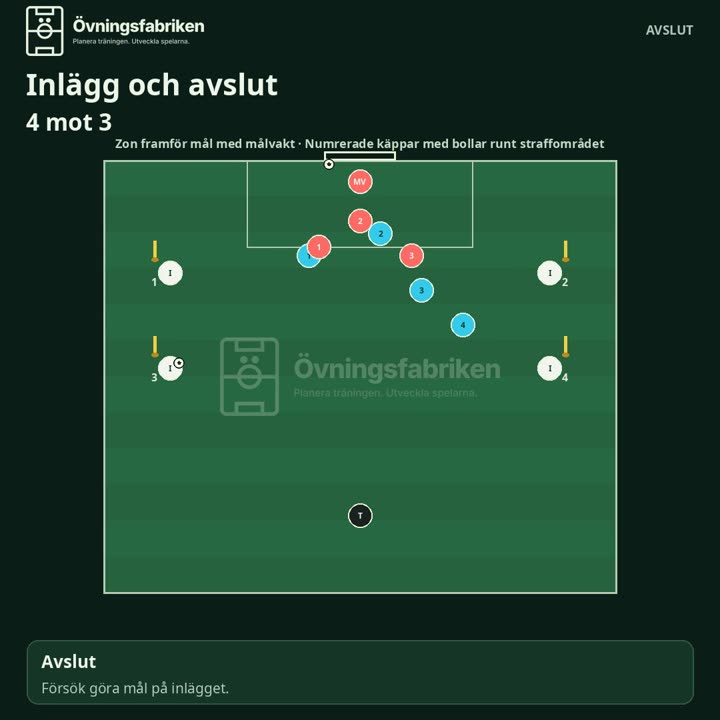 Övningsfabriken
Planera träningen. Utveckla spelarna.
AVSLUT
Inlägg och avslut
4 mot 3
Zon framför mål med målvakt · Numrerade käppar med bollar runt straffområdet
MV
2
2
1
3
I
1
I
2
3
4
I
3
I
4
Övningsfabriken
Planera träningen. Utveckla spelarna.
T
Avslut
Försök göra mål på inlägget.